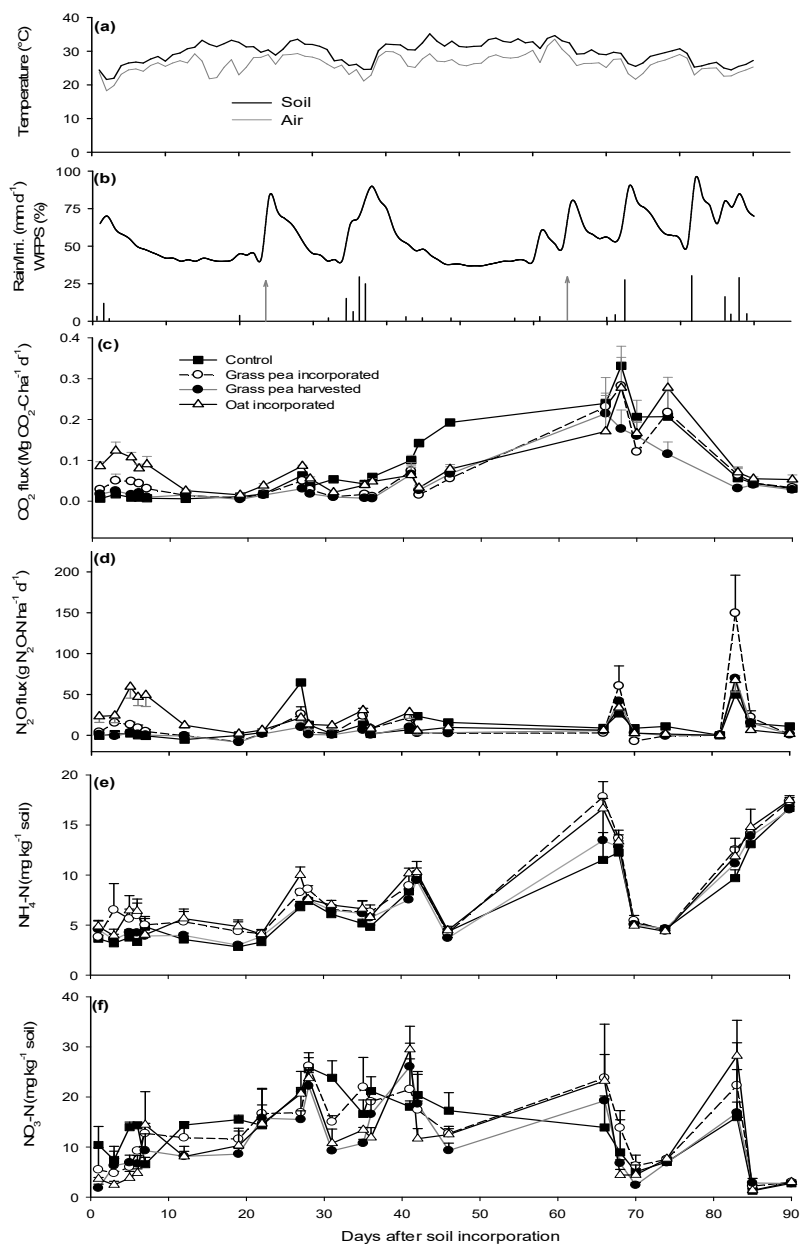 (a)
40
30
20
10
0
Temperature (°C)
Soil
Air
(b)
100
75
50
25
0
Rain/Irri. (mm d-1)
WFPS (%)
(c)
0.4
0.3
0.2
0.1
0.0
CO2 flux (Mg CO2-C ha-1 d-1)
Control
Grass pea incorporated
Grass pea harvested
Oat incorporated
(d)
200
150
100
50
0
N2O flux (g N2O-N ha-1 d-1)
(e)
20
15
10
5
0
NH4-N (mg kg-1 soil)
(f)
40
30
20
10
0
NO3-N (mg kg-1 soil)
0 10 20 30 40 50 60 70 80 90
Days after soil incorporation